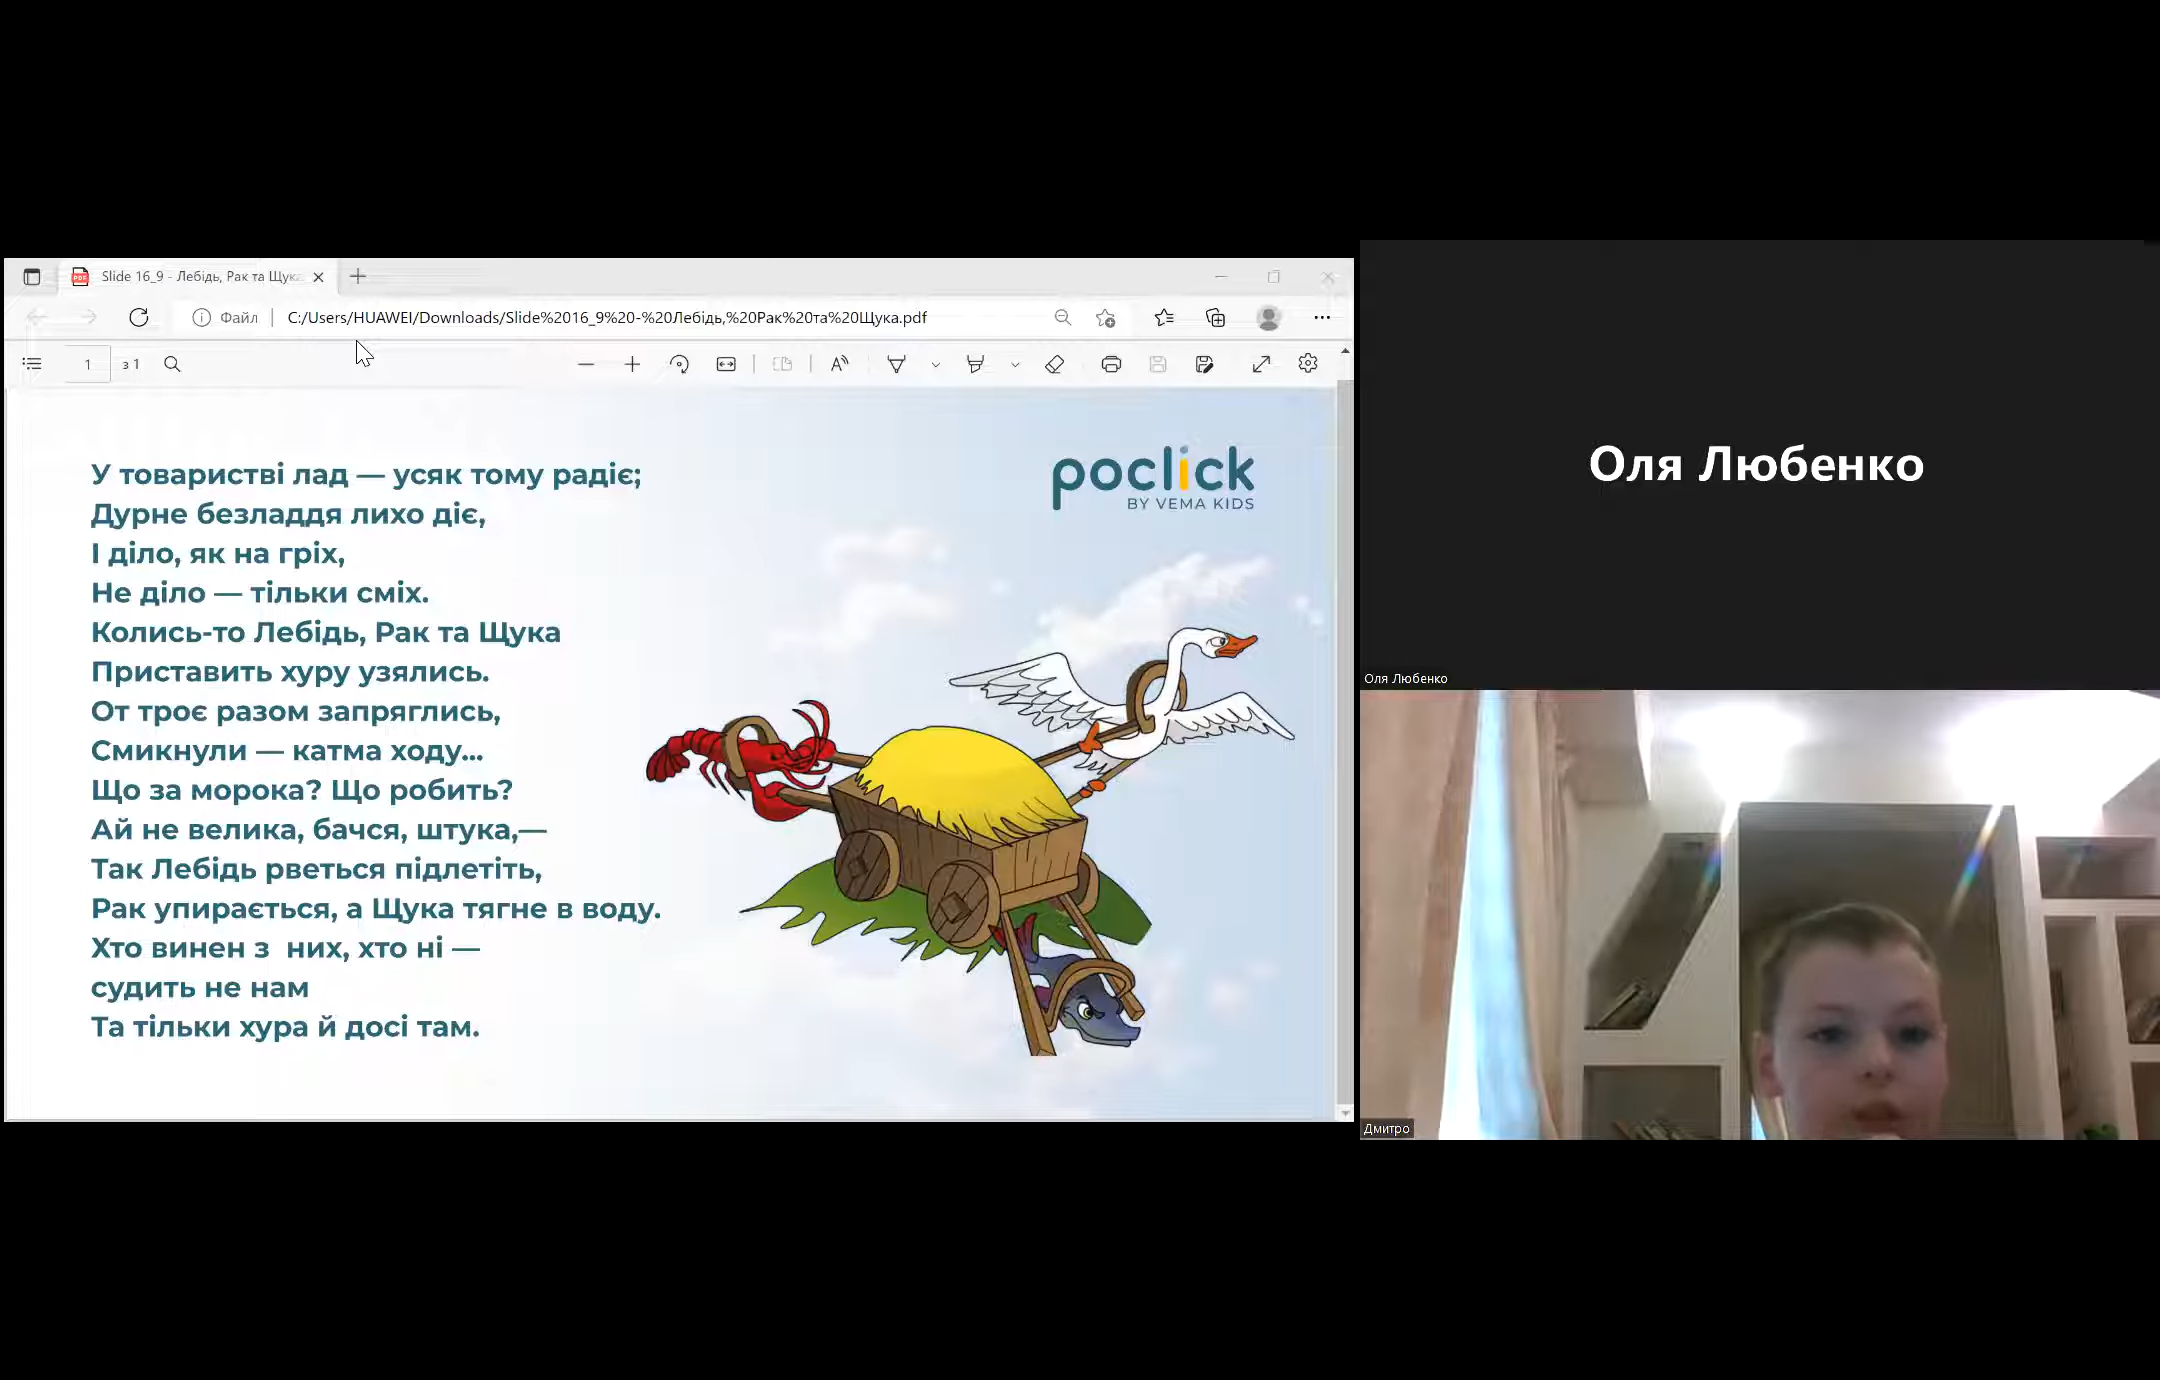 Slide 16_9 - Лебідь, Рак та Щука
Файл
C:/Users/HUAWEI/Downloads/Slide%2016_9%20-%20Лебідь,%20Рак%20та%20Щука.pdf
1 з 1
У товаристві лад — усяк тому радіє;
Дурне безладдя лихо діє,
І діло, як на гріх,
Не діло — тільки сміх.
Колись-то Лебідь, Рак та Щука
Приставить хуру узялись.
От троє разом запряглись,
Смикнули — катма ходу...
Що за морока? Що робить?
Ай не велика, бачся, штука,—
Так Лебідь рветься підлетіть,
Рак упирається, а Щука тягне в воду.
Хто винен з  них, хто ні —
судить не нам
Та тільки хура й досі там.
poclick
BY VEMA KIDS
Оля Любенко
Оля Любенко
Дмитро